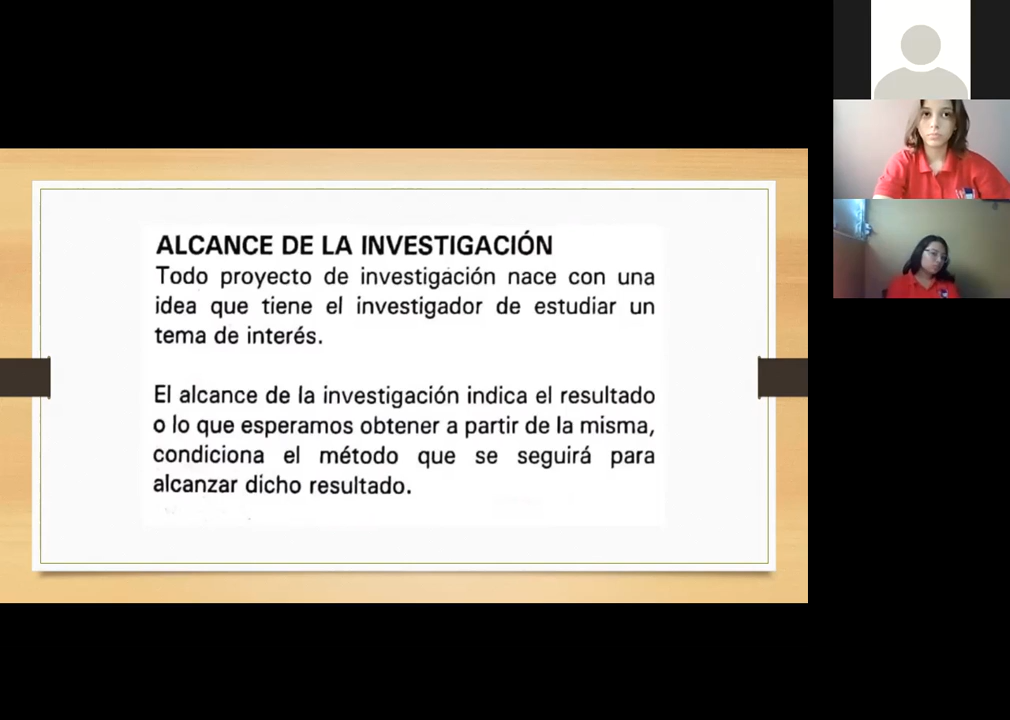 ALCANCE DE LA INVESTIGACIÓN
Todo proyecto de investigación nace con una
idea que tiene el investigador de estudiar un
tema de interés.
El alcance de la investigación indica el resultado
o lo que esperamos obtener a partir de la misma,
condiciona el método que se seguirá para
alcanzar dicho resultado.